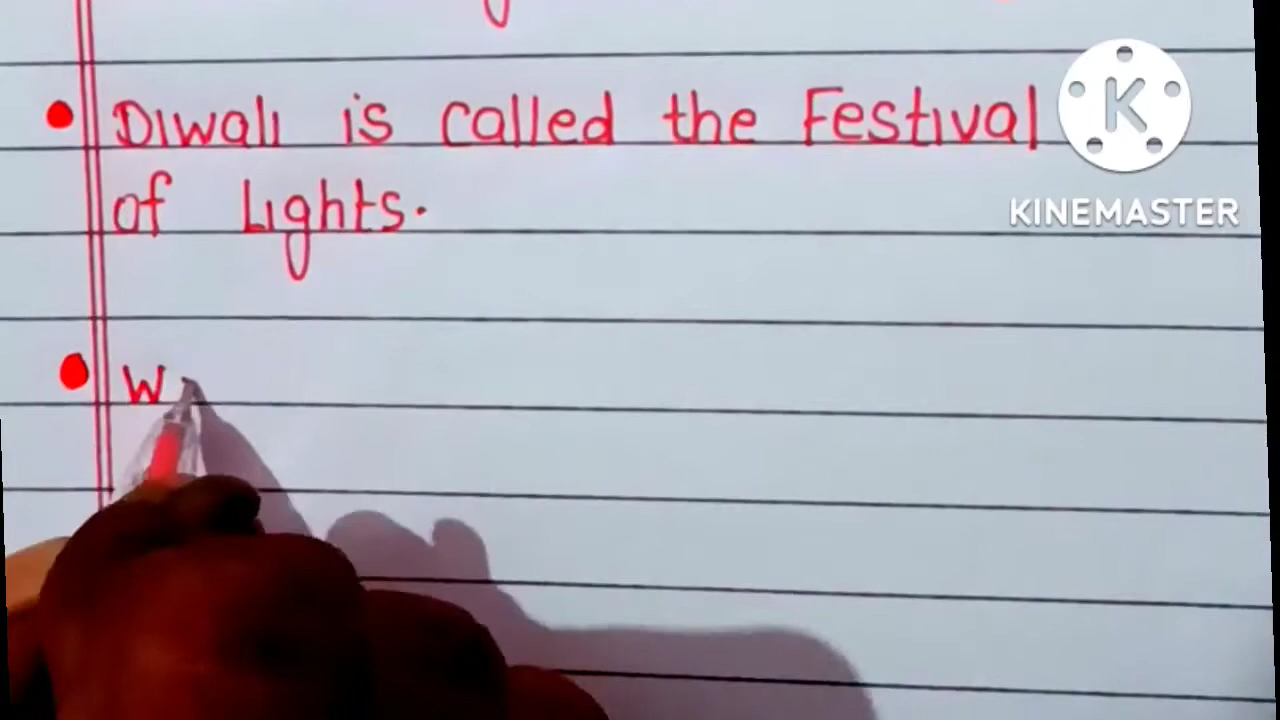 Diwali is called the Festival
of Lights.
W
K
KINEMASTER